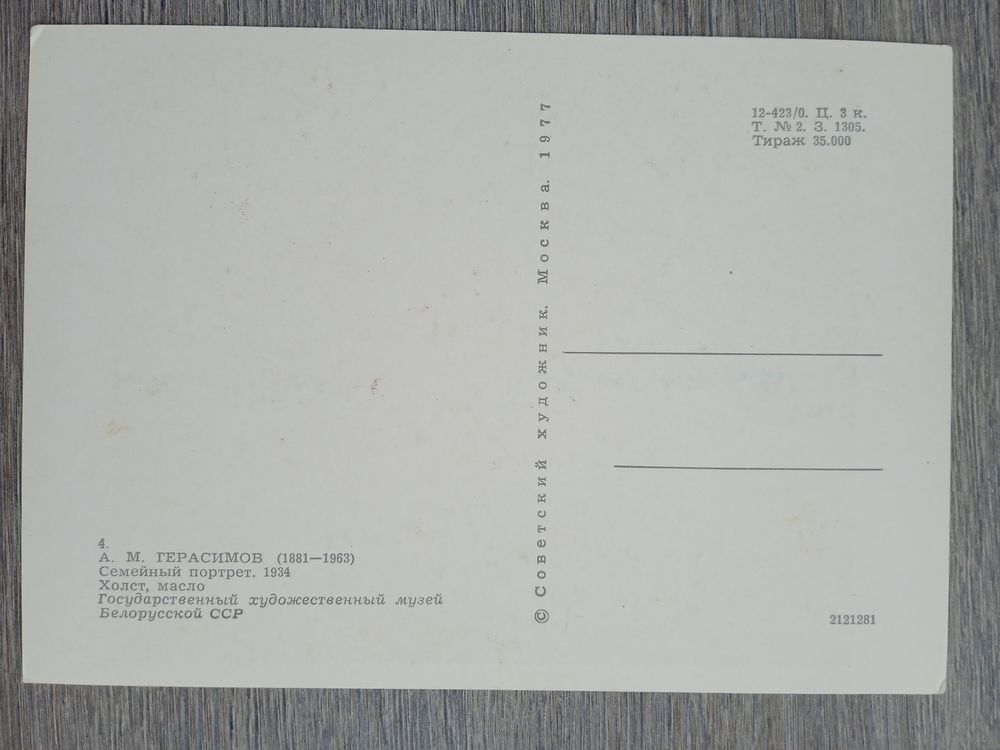 4.
А. М. ГЕРАСИМОВ (1881—1963)
Семейный портрет. 1934
Холст, масло
Государственный художественный музей
Белорусской ССР
© Советский художник. Москва. 1977
12-423/0. Ц. 3 к.
Т. № 2. З. 1305.
Тираж 35.000
2121281